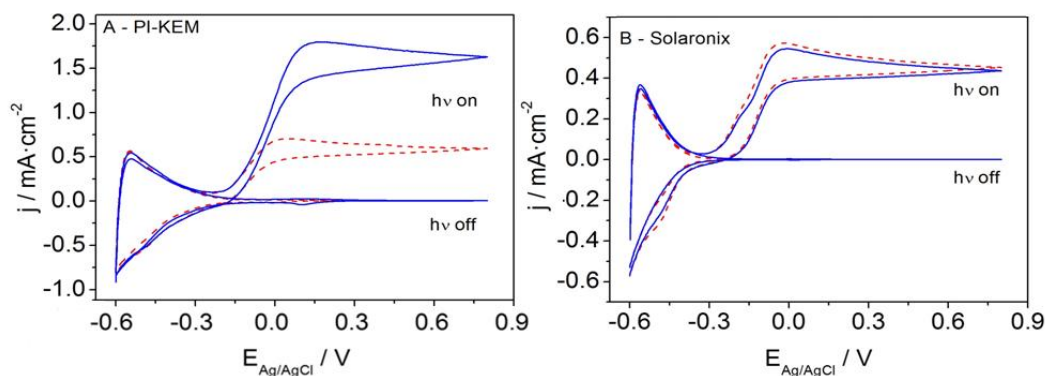 A - PI-KEM
2.0
1.5
1.0
0.5
0.0
-0.5
-1.0
j / mA·cm-2
hν on
hν off
-0.6 -0.3 0.0 0.3 0.6 0.9
E Ag/AgCl / V
B - Solaronix
0.6
0.4
0.2
0.0
-0.2
-0.4
-0.6
j / mA·cm-2
hν on
hν off
-0.6 -0.3 0.0 0.3 0.6 0.9
E Ag/AgCl / V